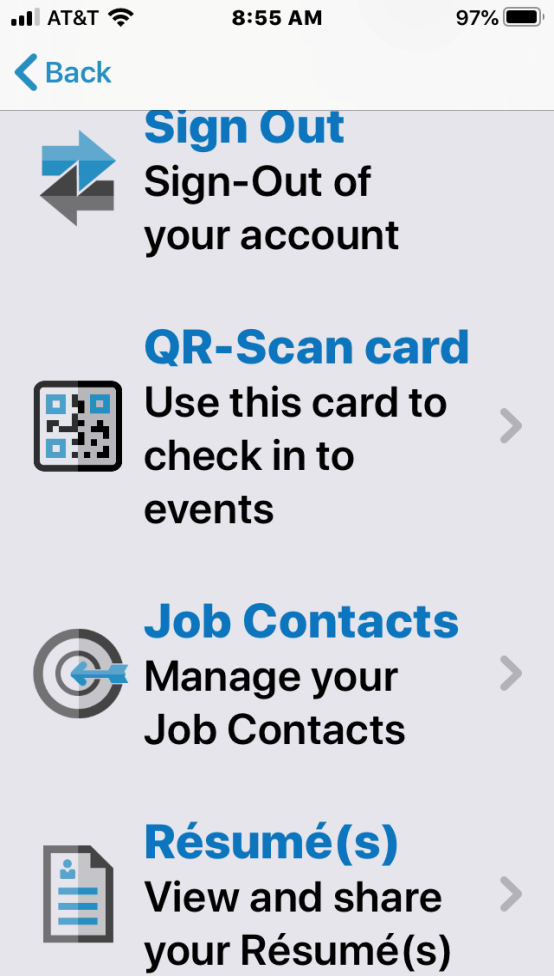 AT&T 8:55 AM 97%
Back
Sign Out
Sign-Out of
your account
QR-Scan card
Use this card to
check in to
events
Job Contacts
Manage your
Job Contacts
Résumé(s)
View and share
your Résumé(s)